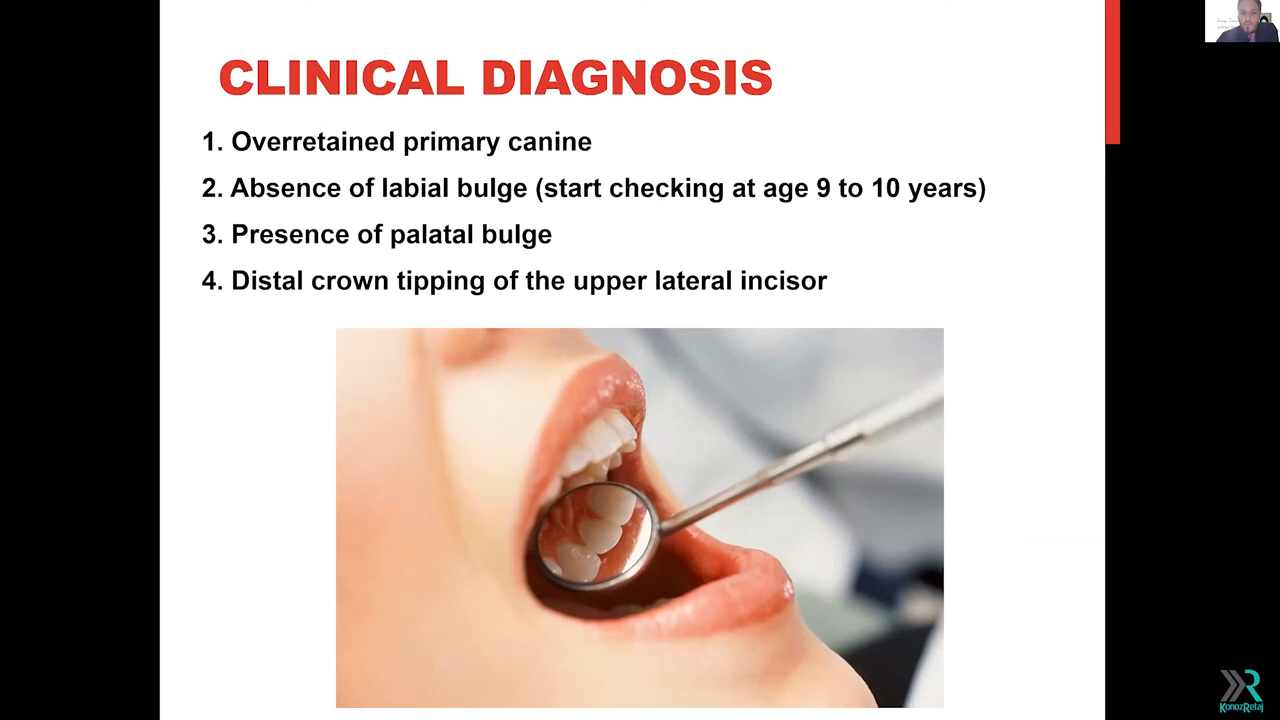 CLINICAL DIAGNOSIS
1. Overretained primary canine
2. Absence of labial bulge (start checking at age 9 to 10 years)
3. Presence of palatal bulge
4. Distal crown tipping of the upper lateral incisor
KonozRetaj